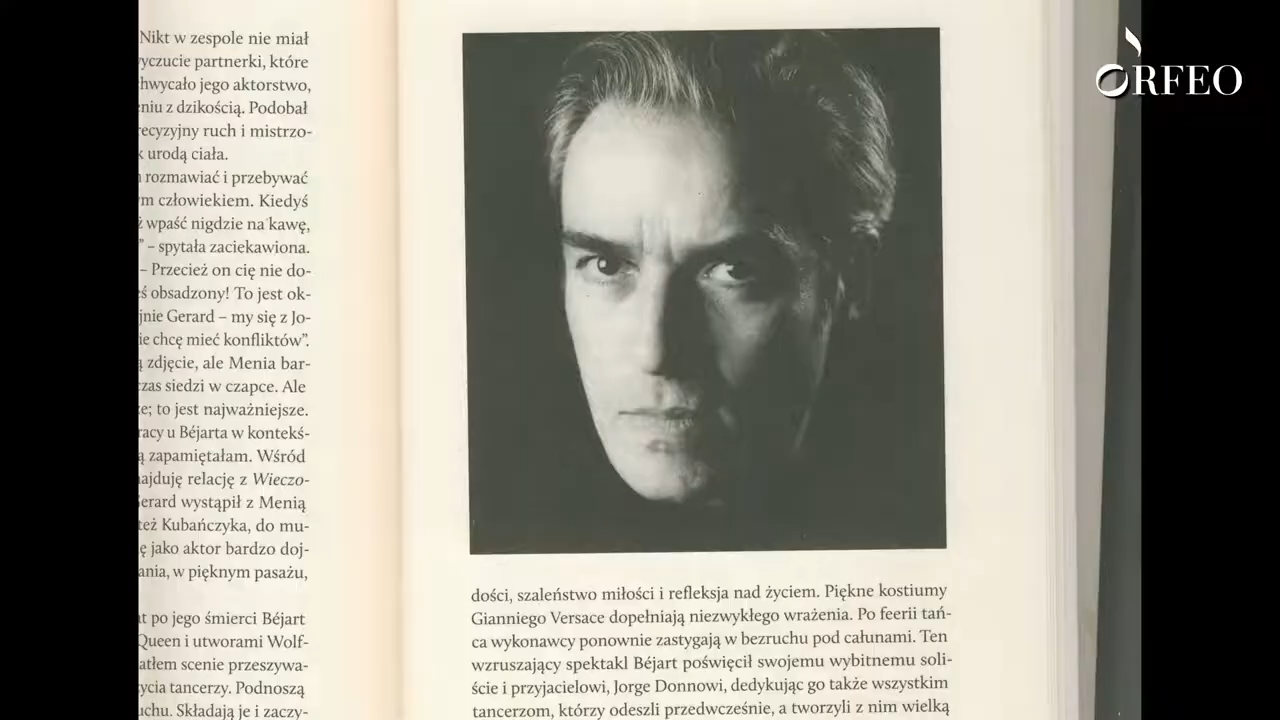 Nikt w zespole nie miał
yczucie partnerki, które
hwycało jego aktorstwo,
niu z dzikością. Podobał
ecyzyjny ruch i mistrzo-
k urodą ciała.
rozmawiać i przebywać
m człowiekiem. Kiedyś
ż wpaść nigdzie na kawę,
” – spytała zaciekawiona.
– Przecież on cię nie do-
ś obsadzony! To jest ok-
jnie Gerard – my się z Jo-
ie chcę mieć konfliktów”.
ą zdjęcie, ale Menia bar-
zas siedzi w czapce. Ale
ze; to jest najważniejsze.
racy u Béjarta w kontekś-
ą zapamiętałam. Wśród
ajduję relację z Wieczo-
Gerard wystąpił z Menią
też Kubańczyka, do mu-
ę jako aktor bardzo doj-
ania, w pięknym pasażu,
at po jego śmierci Béjart
Queen i utworami Wolf-
atłem scenie przeszywa-
ycia tancerzy. Podnoszą
uchu. Składają je i zaczy-
ORFEO
dości, szaleństwo miłości i refleksja nad życiem. Piękne kostiumy
Gianniego Versace dopełniają niezwykłego wrażenia. Po feerii tań-
ca wykonawcy ponownie zastygają w bezruchu pod całunami. Ten
wzruszający spektakl Béjart poświęcił swojemu wybitnemu soli-
ście i przyjacielowi, Jorge Donnowi, dedykując go także wszystkim
tancerzom, którzy odeszli przedwcześnie, a tworzyli z nim wielką